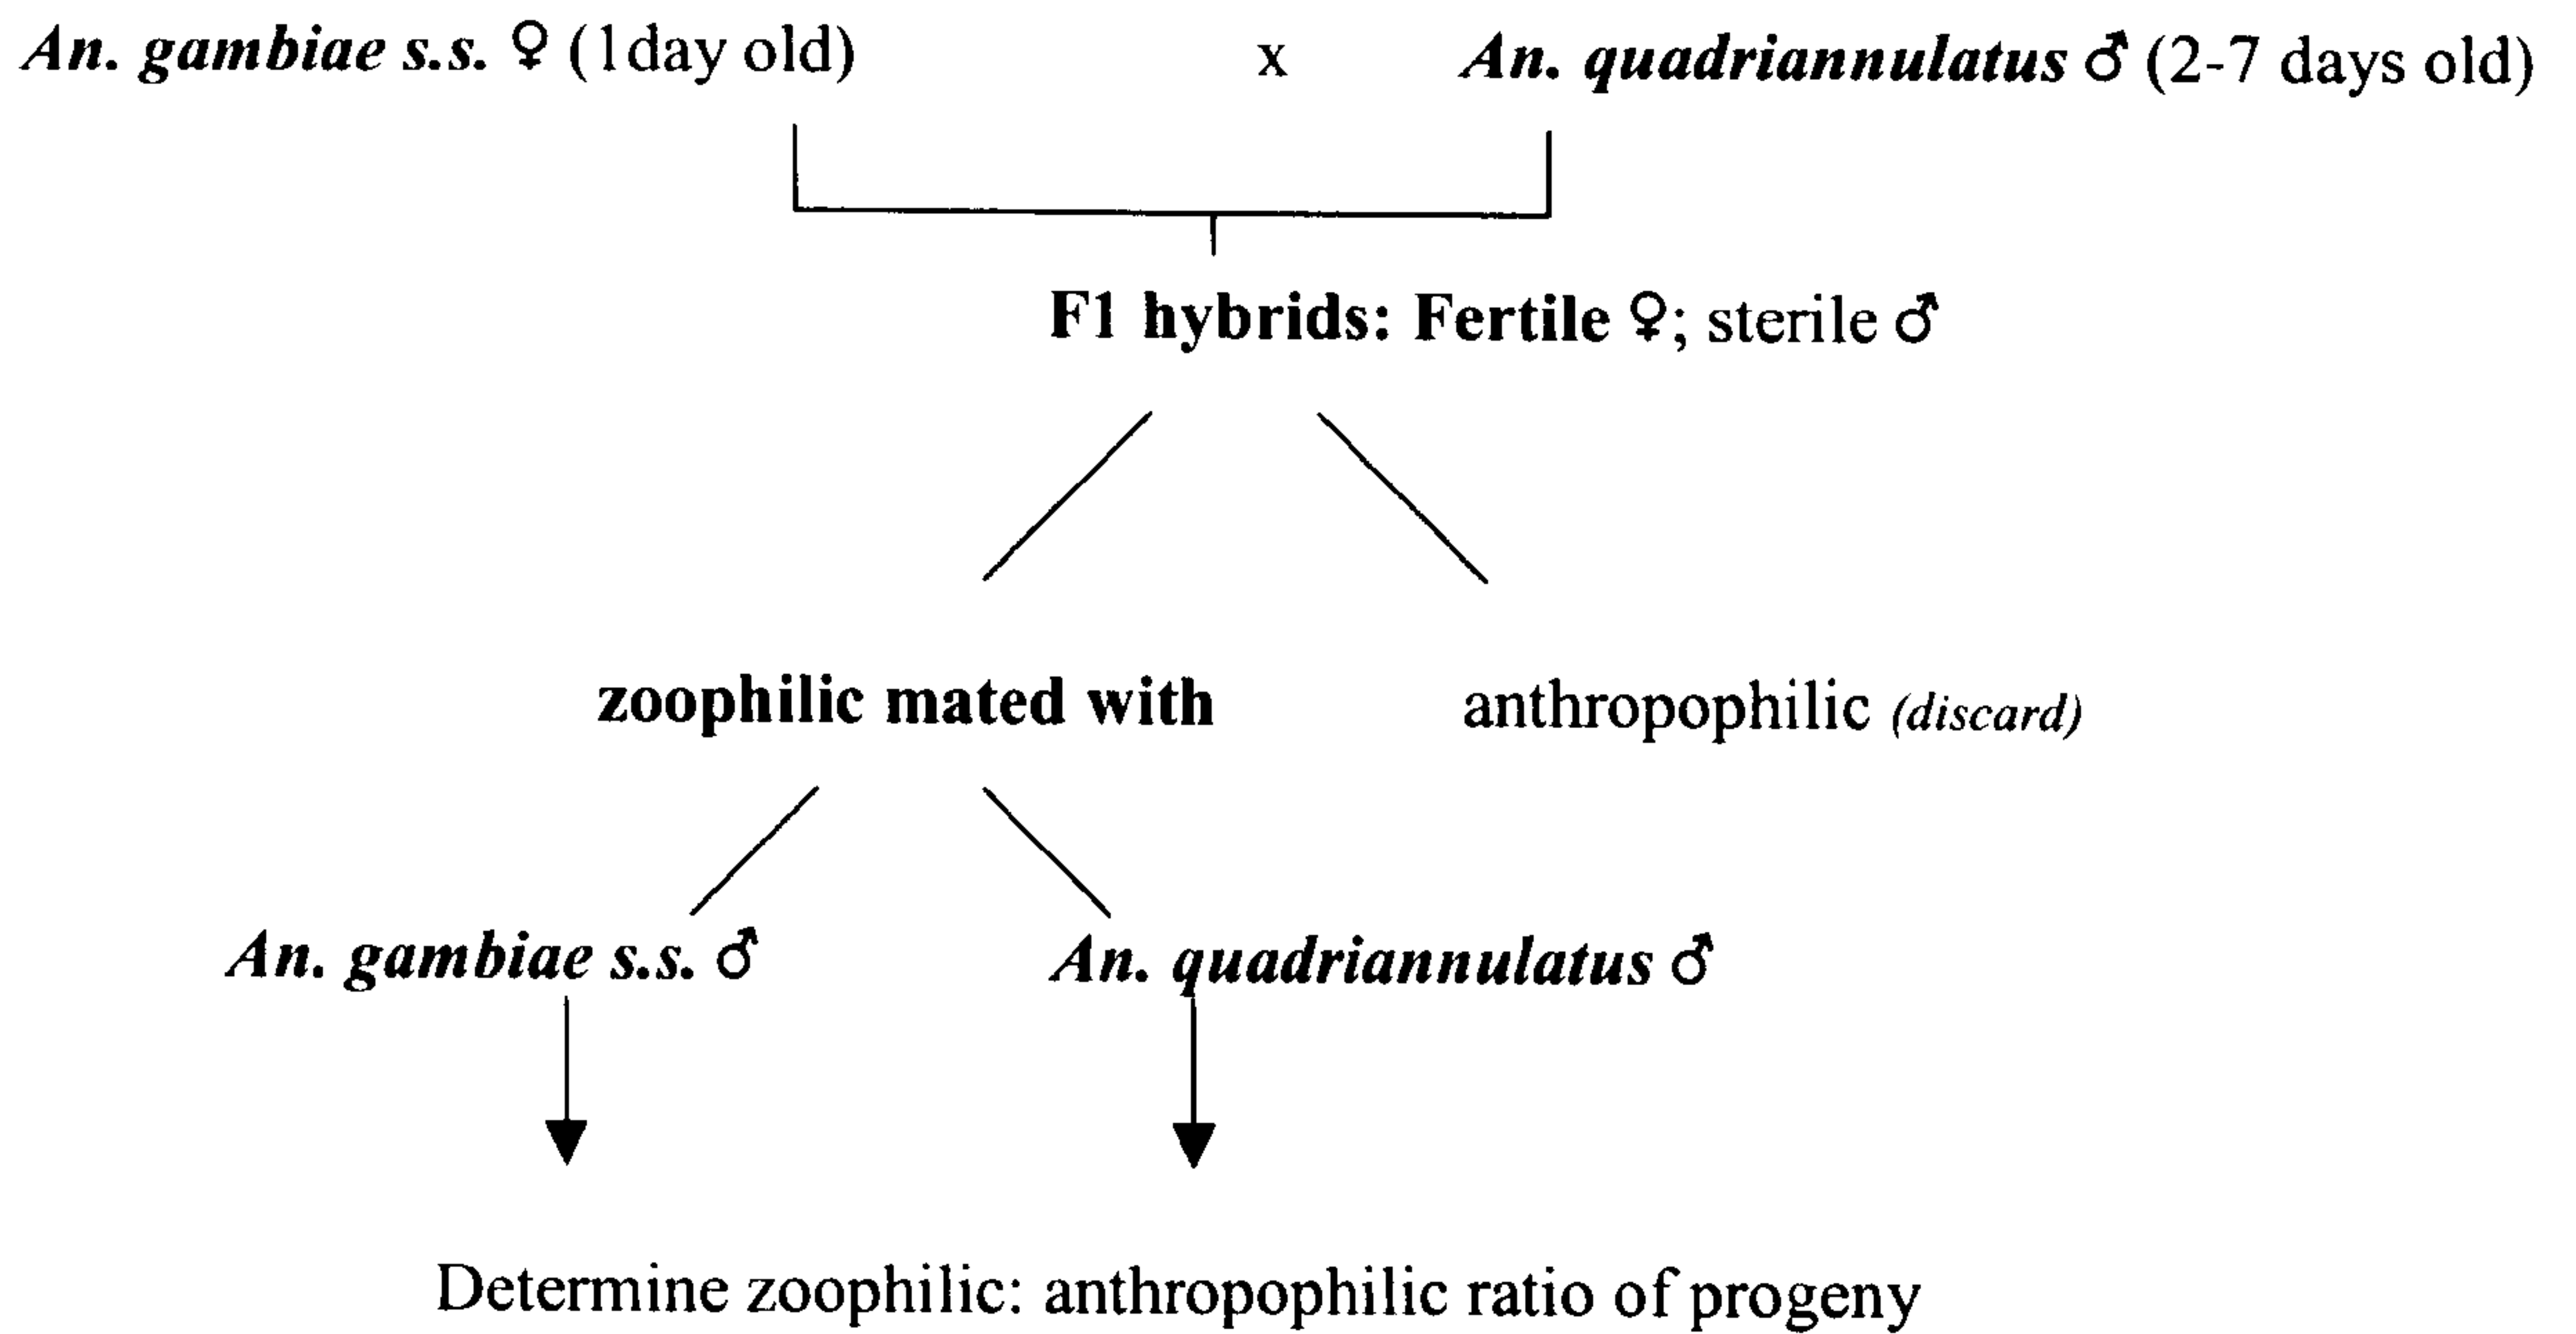 An. gambiae s.s. ♀ (1day old) x An. quadriannulatus ♂ (2-7 days old)
F1 hybrids: Fertile ♀; sterile ♂
zoophilic mated with anthropophilic (discard)
An. gambiae s.s. ♂ An. quadriannulatus ♂
Determine zoophilic: anthropophilic ratio of progeny